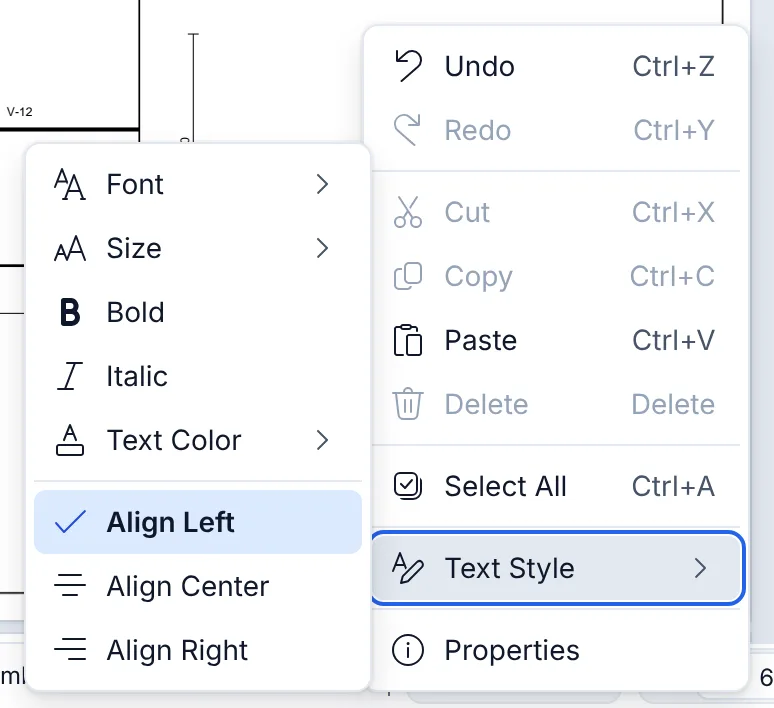 V-12
Undo Ctrl+Z
Redo Ctrl+Y
Cut Ctrl+X
Copy Ctrl+C
Paste Ctrl+V
Delete Delete
Select All Ctrl+A
Text Style
Properties
Font
Size
Bold
Italic
Text Color
Align Left
Align Center
Align Right
6